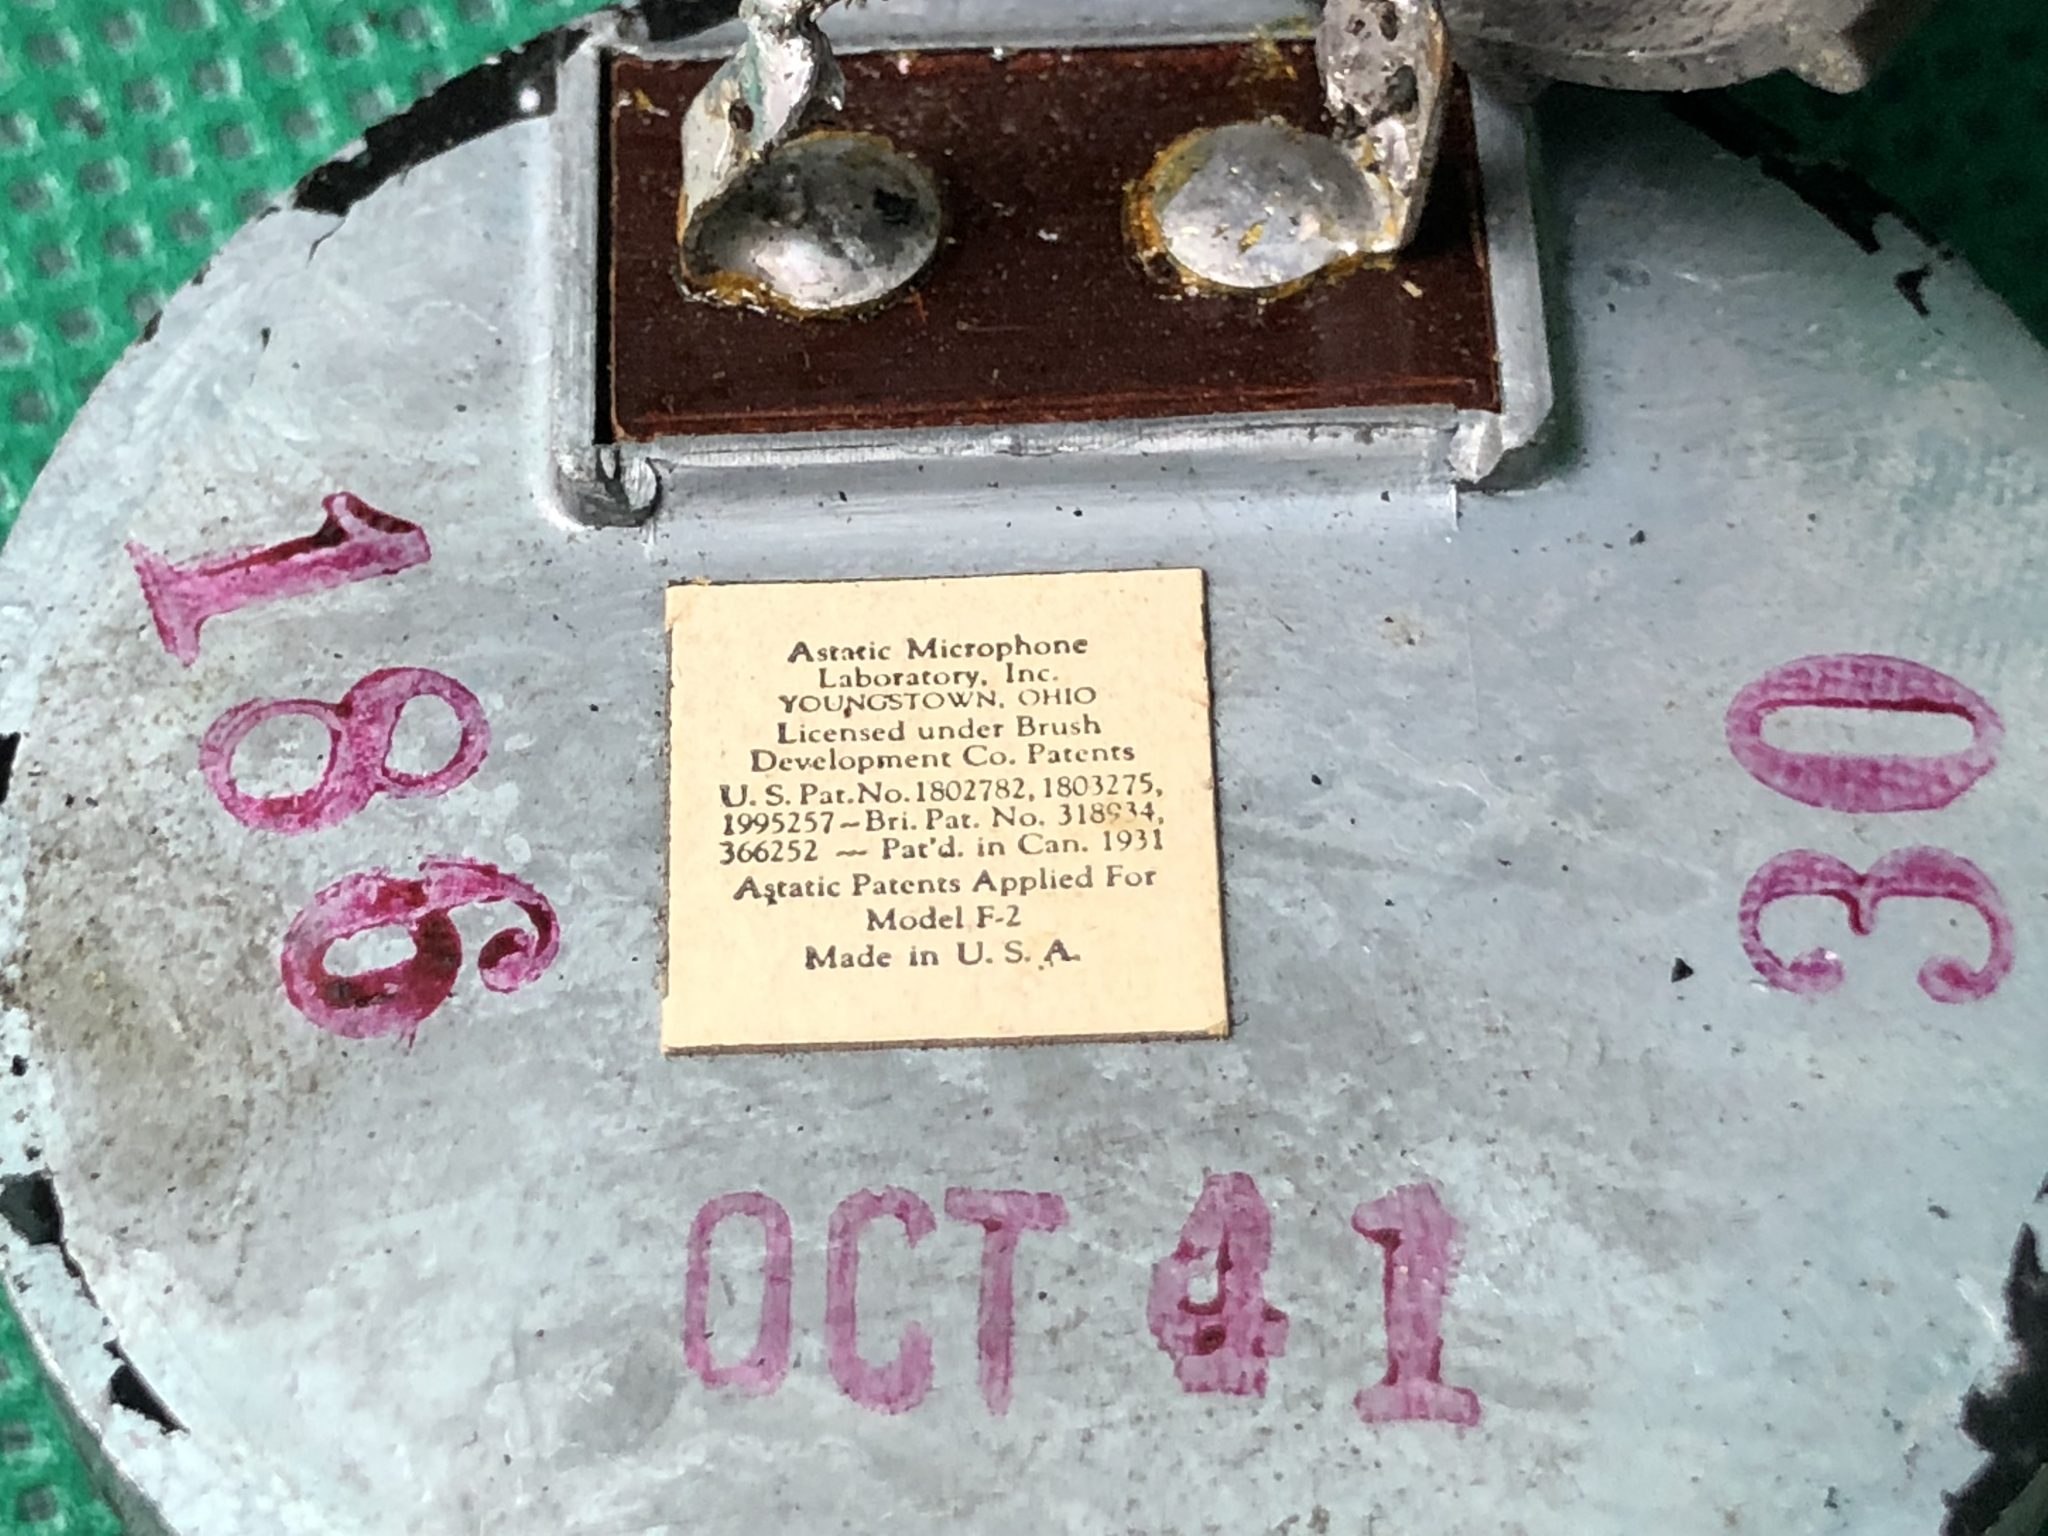 Astatic Microphone
Laboratory, Inc.
YOUNGSTOWN, OHIO
Licensed under Brush
Development Co. Patents
U. S. Pat. No. 1802782, 1803275,
1995257~Bri. Pat. No. 318934,
366252 ~ Pat'd. in Can. 1931
Astatic Patents Applied For
Model F-2
Made in U. S. A.
186
30
OCT 41